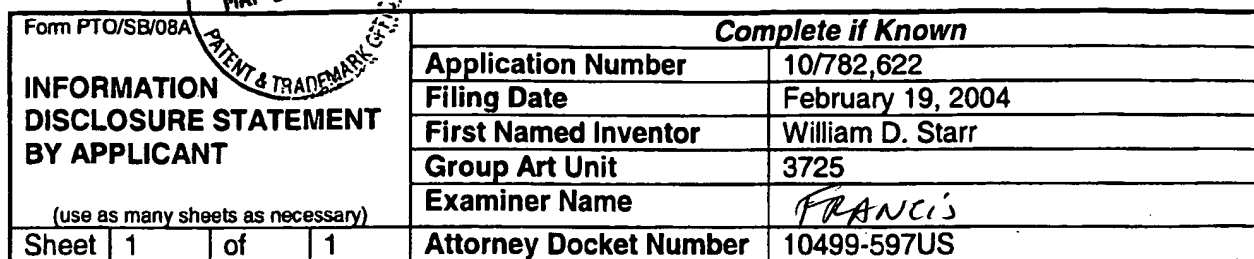 Form PTO/SB/08A
PATENT & TRADEMARK
INFORMATION
DISCLOSURE STATEMENT
BY APPLICANT
(use as many sheets as necessary)
Sheet 1 of 1
Complete if Known
Application Number 10/782,622
Filing Date February 19, 2004
First Named Inventor William D. Starr
Group Art Unit 3725
Examiner Name FRANCIS
Attorney Docket Number 10499-597US